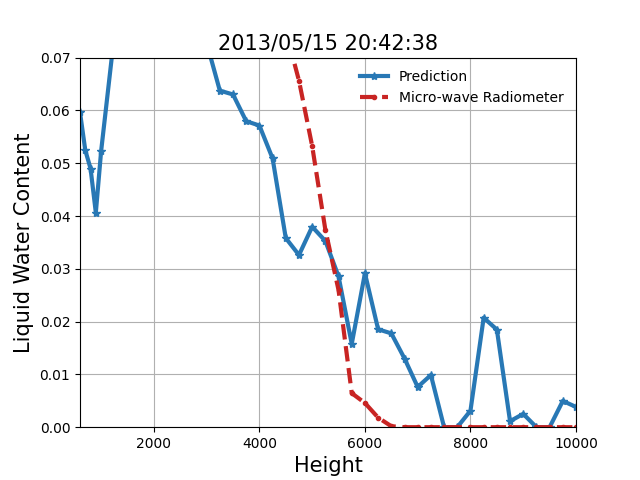 2013/05/15 20:42:38
Prediction
Micro-wave Radiometer
Liquid Water Content
0.07
0.06
0.05
0.04
0.03
0.02
0.01
0.00
2000 4000 6000 8000 10000
Height